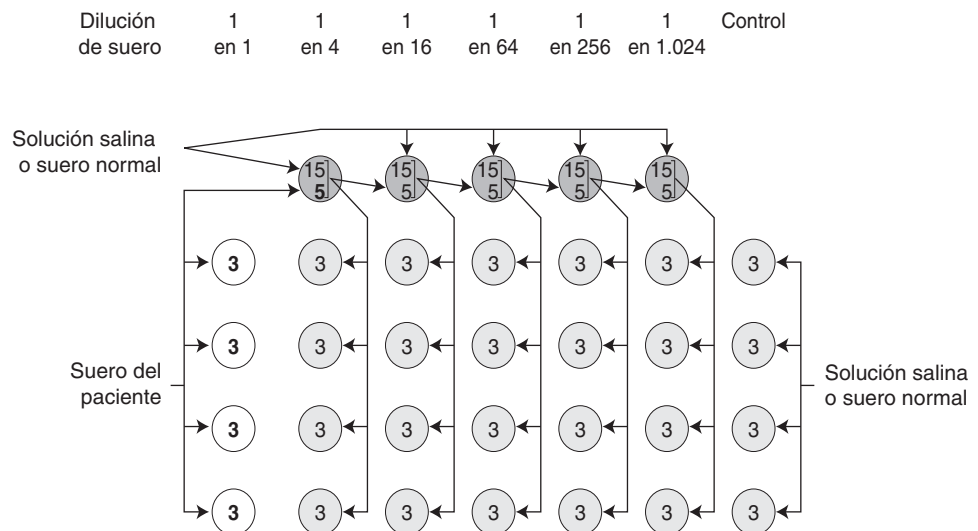 Dilución 1 1 1 1 1 1 Control
de suero en 1 en 4 en 16 en 64 en 256 en 1.024
Solución salina
o suero normal
15 15 15 15 15
5 5 5 5 5
3 3 3 3 3 3 3
3 3 3 3 3 3 3
Suero del
paciente
Solución salina
o suero normal
3 3 3 3 3 3 3
3 3 3 3 3 3 3